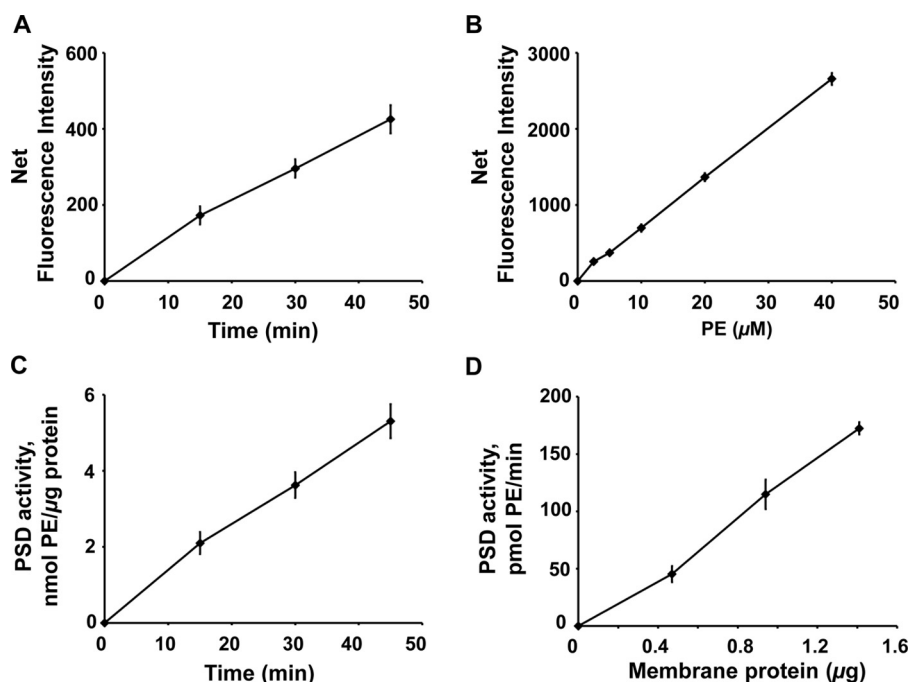 A
600
400
200
0
Net
Fluorescence Intensity
0 10 20 30 40 50
Time (min)
B
3000
2000
1000
0
Net
Fluorescence Intensity
0 10 20 30 40 50
PE (µM)
C
6
4
2
0
PSD activity,
nmol PE/µg protein
0 10 20 30 40 50
Time (min)
D
200
150
100
50
0
PSD activity,
pmol PE/min
0 0.4 0.8 1.2 1.6
Membrane protein (µg)